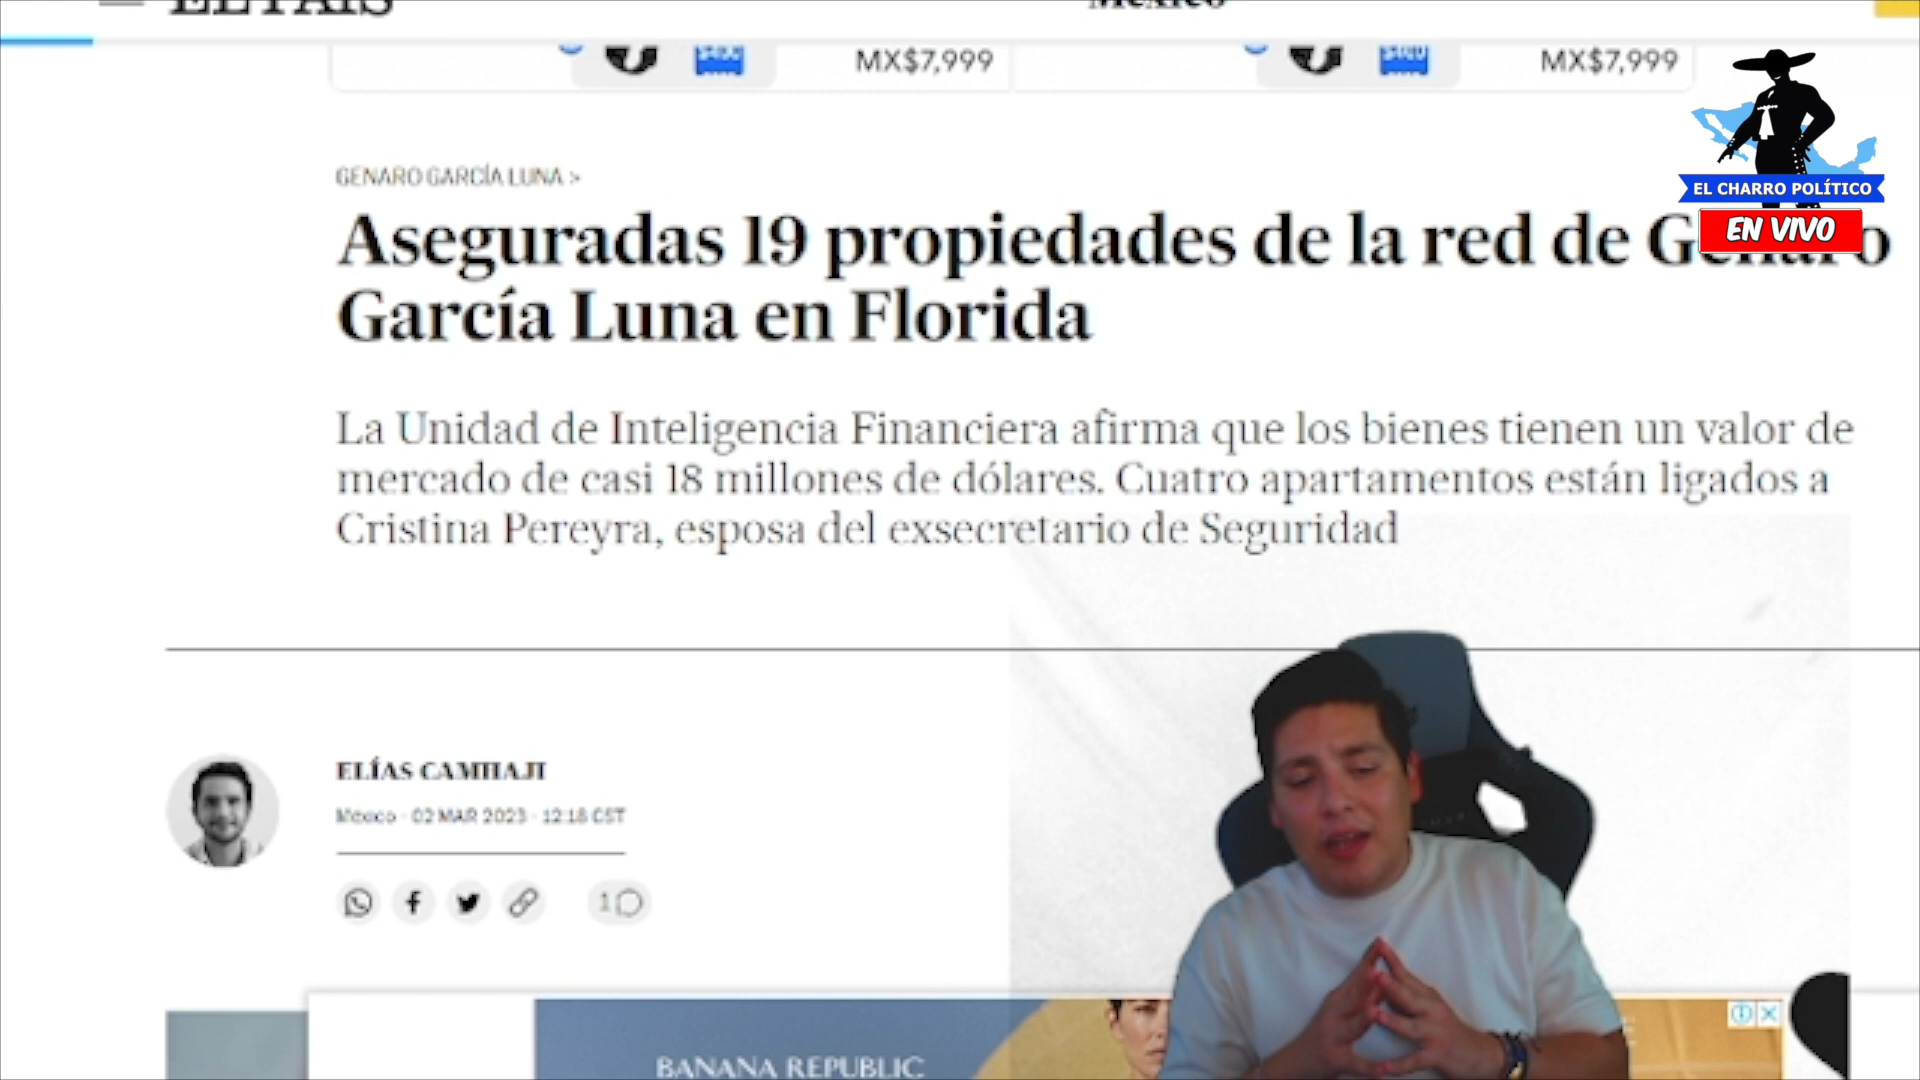 EL PAÍS
México
MX$7,999
MX$7,999
GENARO GARCÍA LUNA >
EL CHARRO POLÍTICO
EN VIVO
Aseguradas 19 propiedades de la red de Genaro
García Luna en Florida
La Unidad de Inteligencia Financiera afirma que los bienes tienen un valor de
mercado de casi 18 millones de dólares. Cuatro apartamentos están ligados a
Cristina Pereyra, esposa del exsecretario de Seguridad
ELÍAS CAMHAJI
México - 02 MAR 2023 - 12:18 CST
1
BANANA REPUBLIC